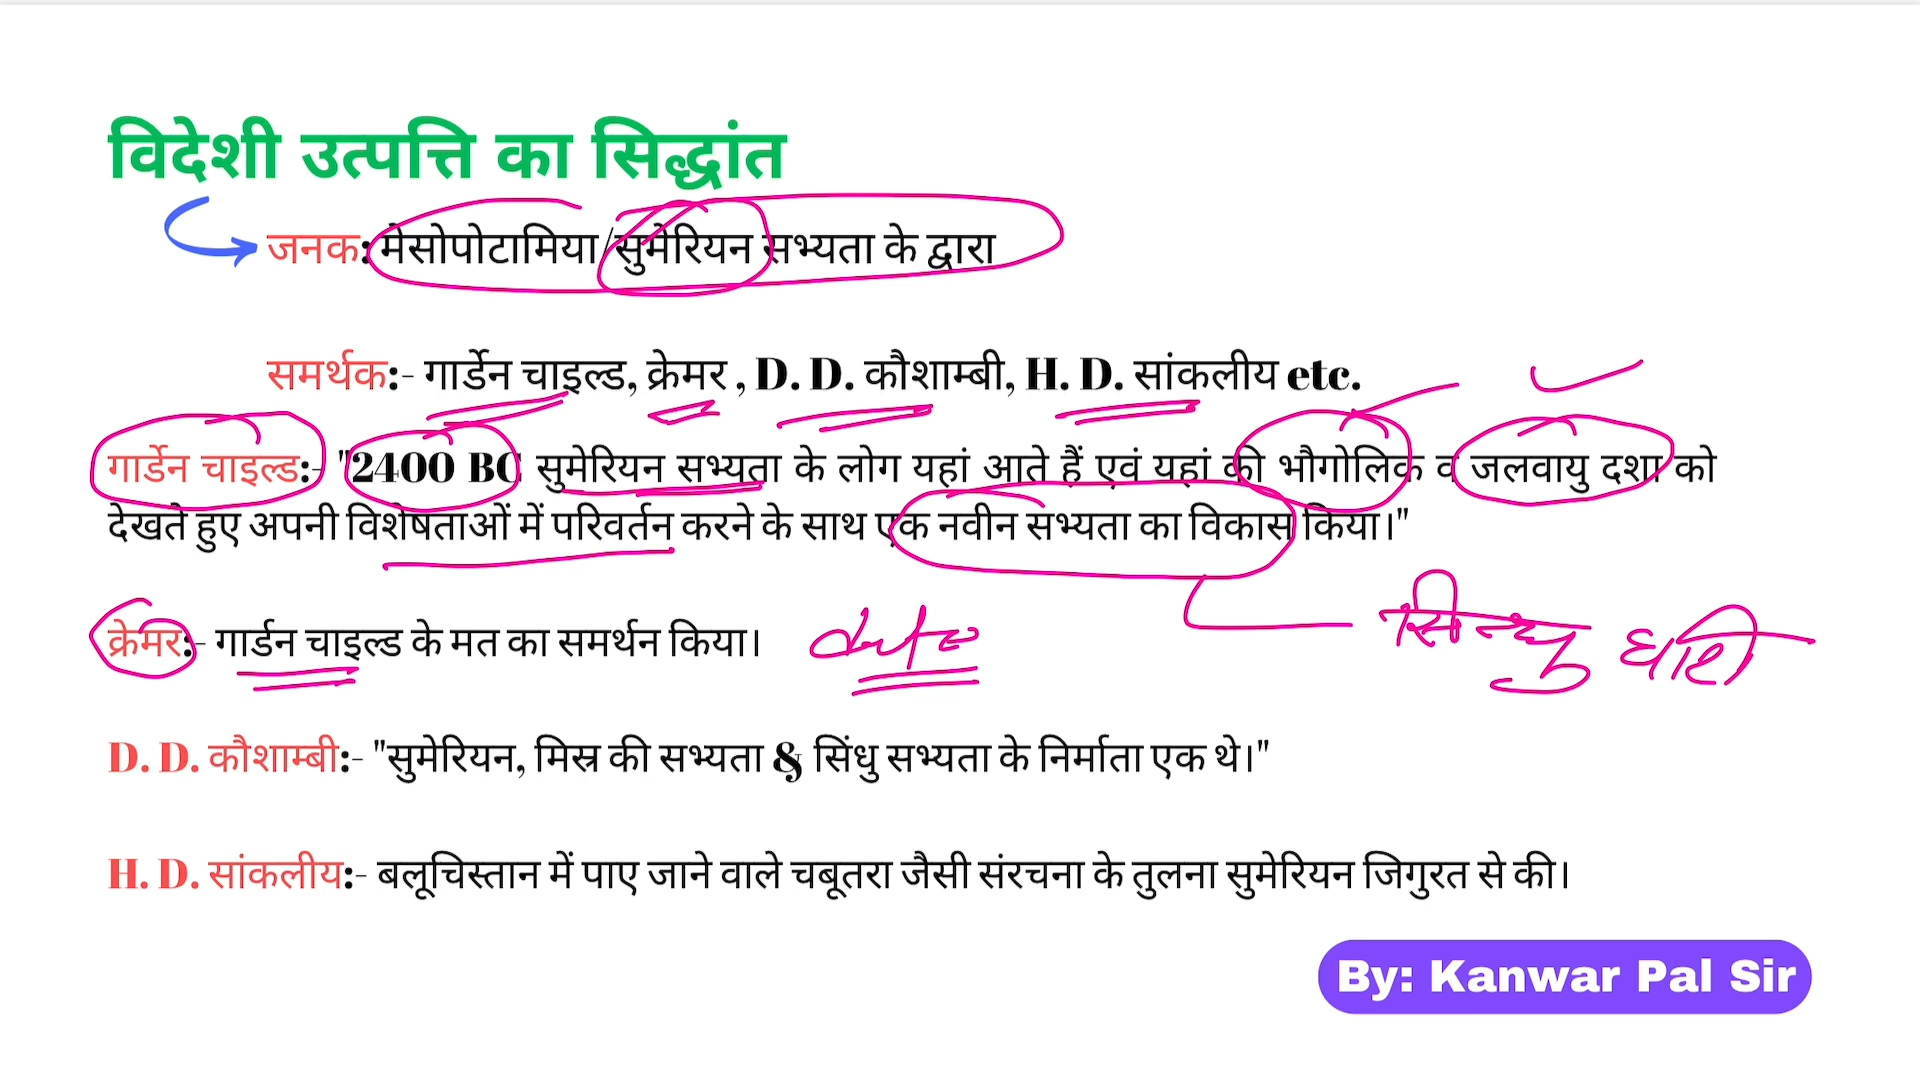 विदेशी उत्पत्ति का सिद्धांत
जनक: मेसोपोटामिया/सुमेरियन सभ्यता के द्वारा
समर्थक:- गार्डेन चाइल्ड, क्रेमर , D. D. कौशाम्बी, H. D. सांकलीय etc.
गार्डेन चाइल्ड:- "2400 BC सुमेरियन सभ्यता के लोग यहां आते हैं एवं यहां की भौगोलिक व जलवायु दशा को
देखते हुए अपनी विशेषताओं में परिवर्तन करने के साथ एक नवीन सभ्यता का विकास किया।"
सिन्धु घाटी
क्रेमर:- गार्डन चाइल्ड के मत का समर्थन किया।
D. D. कौशाम्बी:- "सुमेरियन, मिस्र की सभ्यता & सिंधु सभ्यता के निर्माता एक थे।"
H. D. सांकलीय:- बलूचिस्तान में पाए जाने वाले चबूतरा जैसी संरचना के तुलना सुमेरियन जिगुरत से की।
By: Kanwar Pal Sir